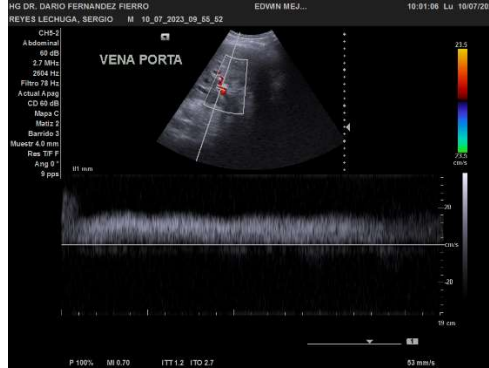 HG DR. DARIO FERNANDEZ FIERRO EDWIN MEJ... 10:01:06 Lu 10/07/20
REYES LECHUGA, SERGIO M 10_07_2023_09_55_52
CH5-2
Abdominal
60 dB
2.7 MHz
2604 Hz
Filtro 78 Hz
Actual Apag
CD 60 dB
Mapa C
Matiz 2
Barrido 3
Muestr 4.0 mm
Res T/F F
Ang 0 °
9 pps
VENA PORTA
23.5
23.5
cm/s
mm
20
cm/s
-20
19 cm
1
P 100% MI 0.70 ITT 1.2 ITO 2.7 53 mm/s